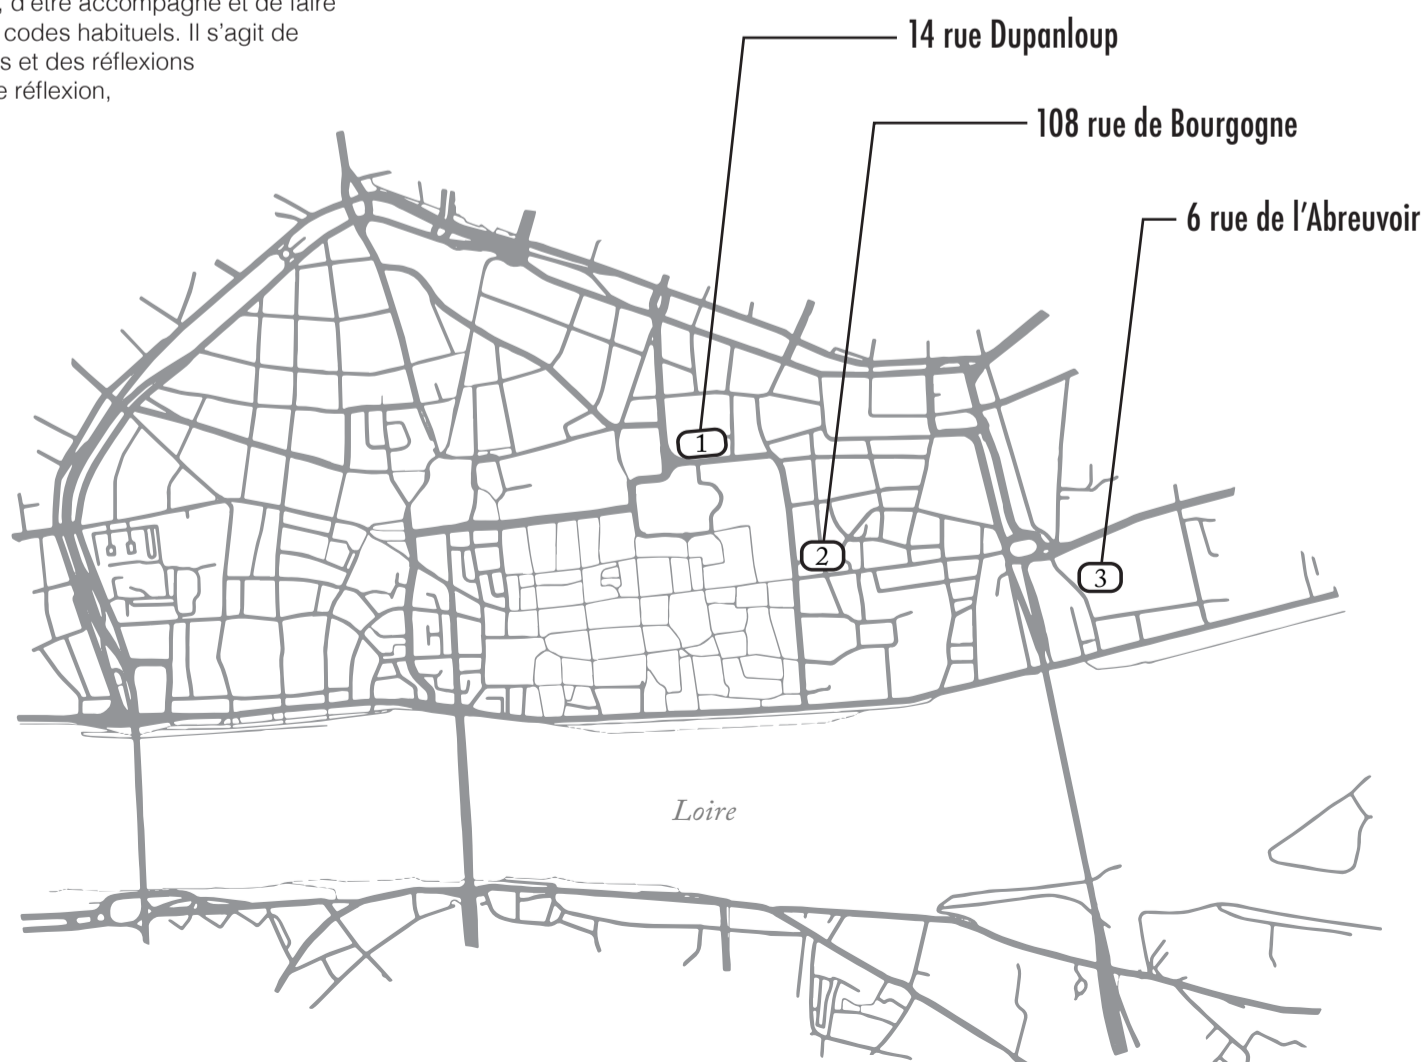 , d'être accompagné et de faire
codes habituels. Il s'agit de
s et des réflexions
e réflexion,
14 rue Dupanloup
108 rue de Bourgogne
6 rue de l'Abreuvoir
1
2
3
Loire